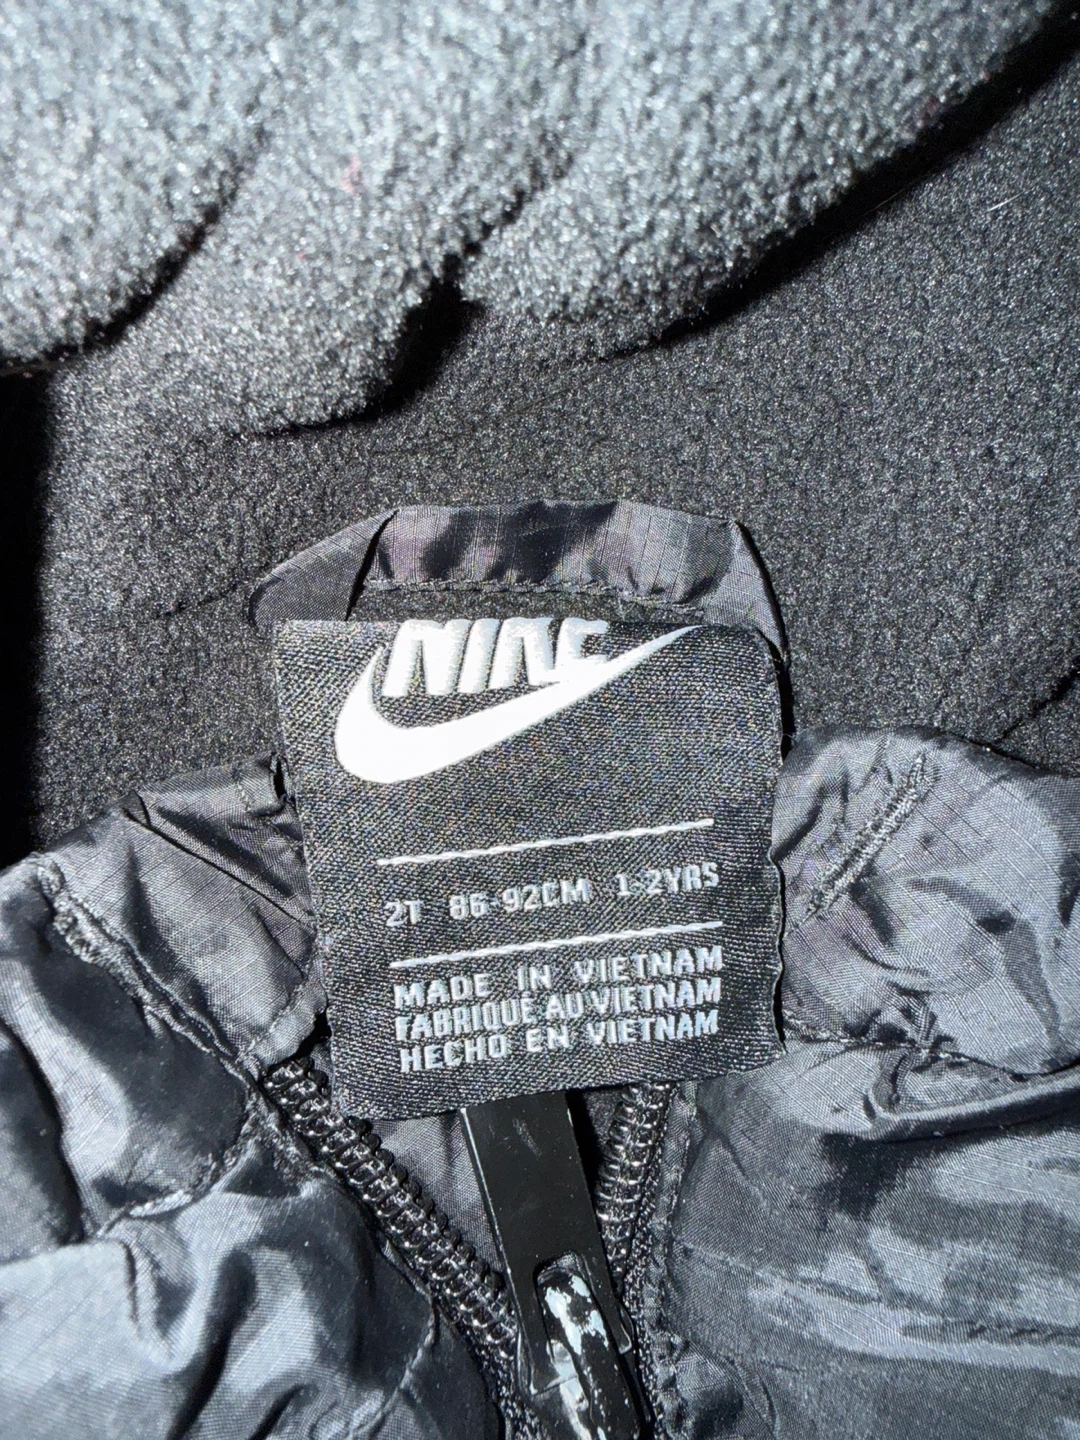 NIKE
2T 86-92CM 1-2YRS
MADE IN VIETNAM
FABRIQUÉ AU VIETNAM
HECHO EN VIETNAM